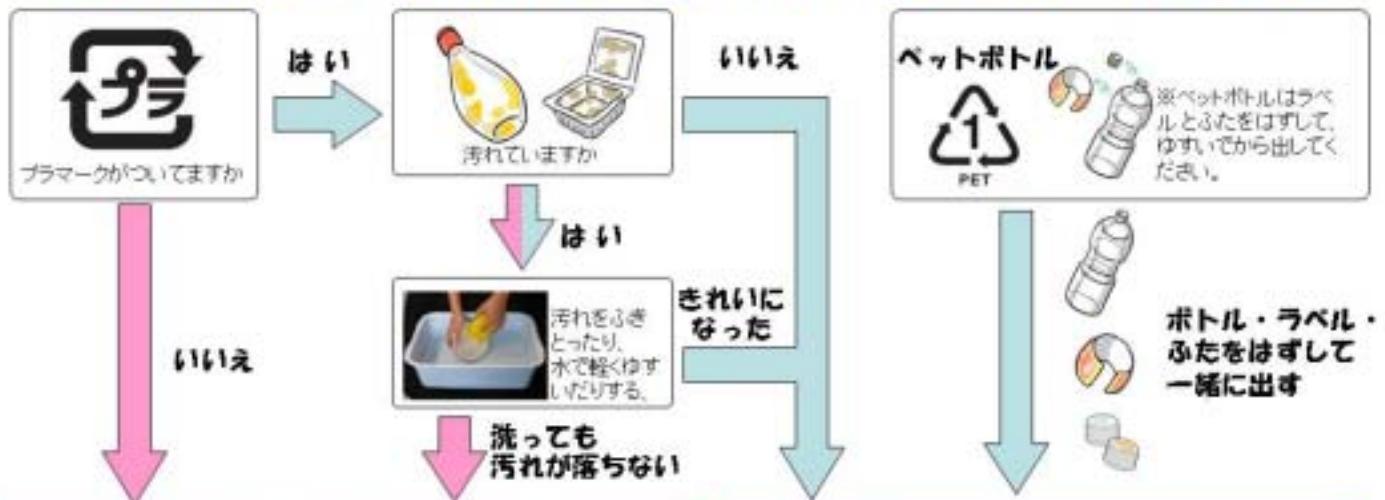 プラ
プラマークがついてますか
はい
汚れていますか
いいえ
はい
汚れをふき
とったり、
水で軽くゆす
いだりする。
きれいに
なった
いいえ
洗っても
汚れが落ちない
ペットボトル
1
PET
※ペットボトルはラベ
ルとふたをはずして、
ゆすいでから出してく
ださい。
ボトル・ラベル・
ふたをはずして
一緒に出す